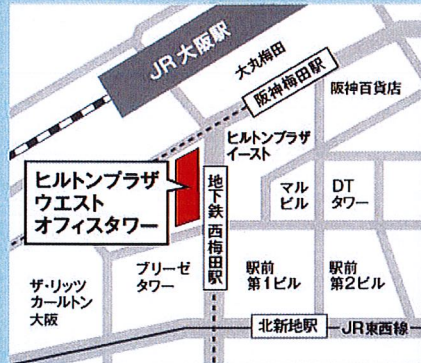 JR 大阪駅
大丸梅田
阪神梅田駅
阪神百貨店
ヒルトンプラザ
イースト
ヒルトンプラザ
ウエスト
オフィスタワー
地下鉄 西梅田駅
マル
ビル
DT
タワー
ザ・リッツ
カールトン
大阪
ブリーゼ
タワー
駅前
第1ビル
駅前
第2ビル
北新地駅
JR東西線